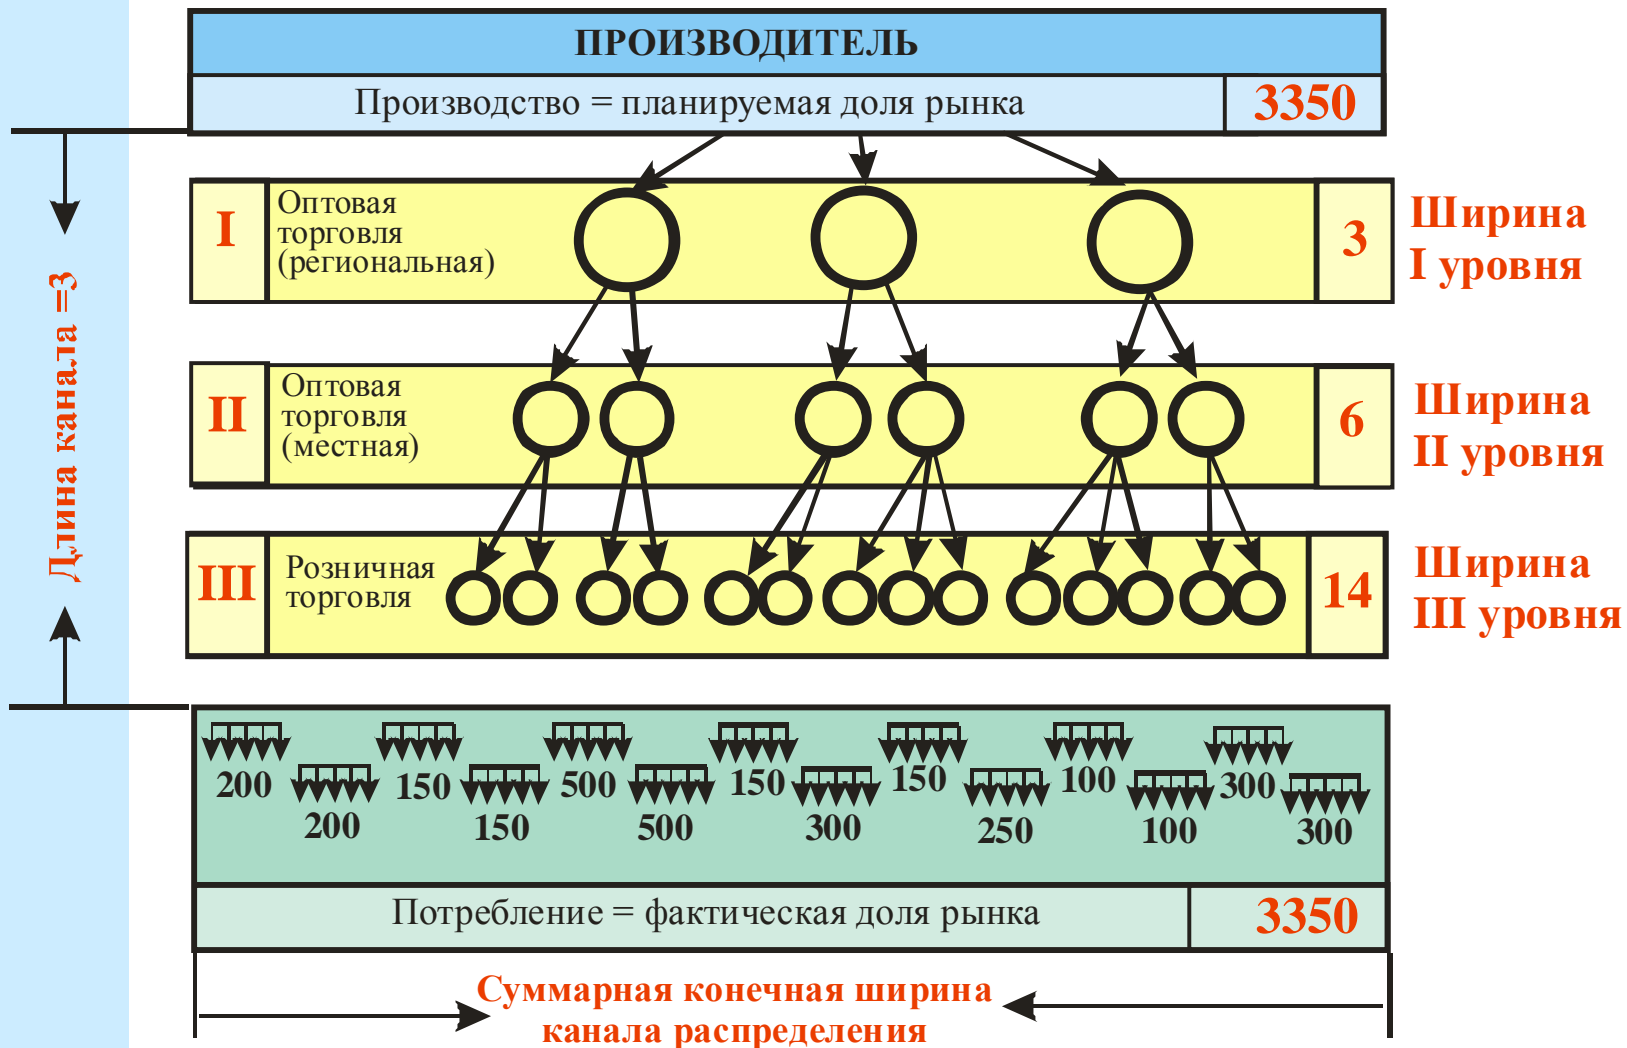 ПРОИЗВОДИТЕЛЬ
Производство = планируемая доля рынка
3350
I
Оптовая
торговля
(региональная)
3
Ширина
I уровня
Длина канала =3
II
Оптовая
торговля
(местная)
6
Ширина
II уровня
III
Розничная
торговля
14
Ширина
III уровня
200
200
150
150
500
500
150
300
150
250
100
100
300
300
Потребление = фактическая доля рынка
3350
Суммарная конечная ширина
канала распределения